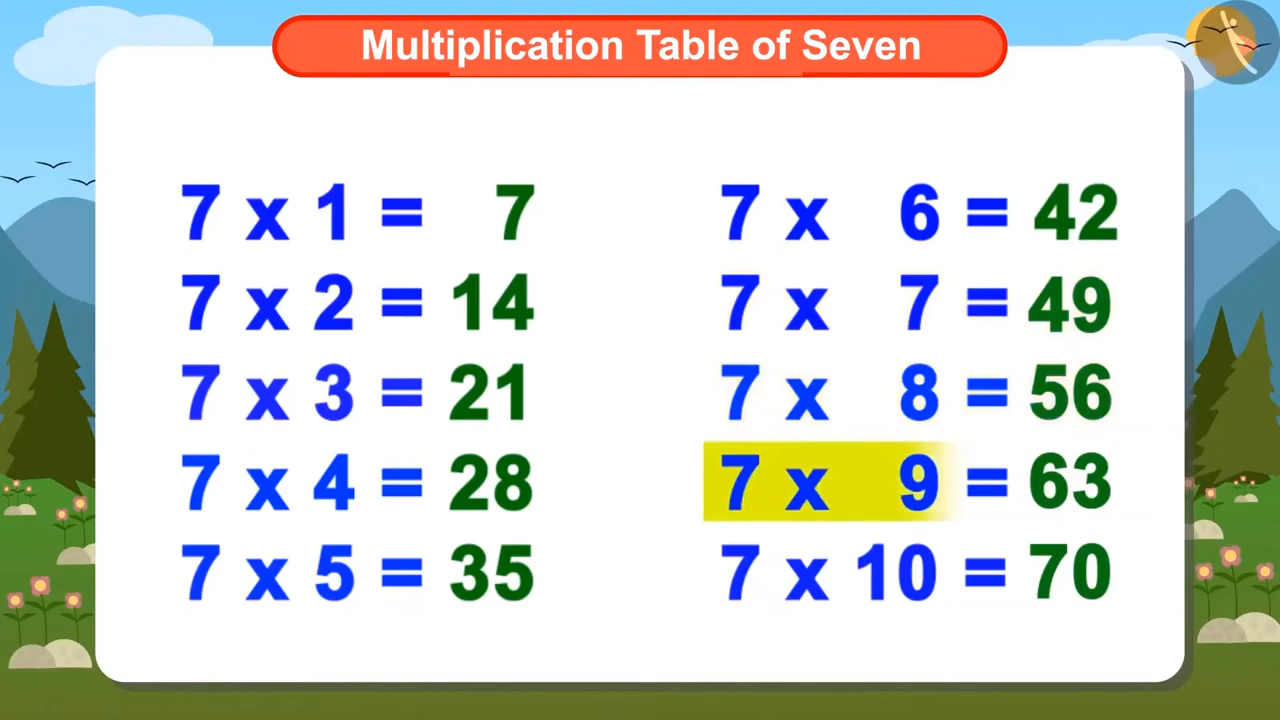 Multiplication Table of Seven
7 x 1 = 7
7 x 2 = 14
7 x 3 = 21
7 x 4 = 28
7 x 5 = 35
7 x 6 = 42
7 x 7 = 49
7 x 8 = 56
7 x 9 = 63
7 x 10 = 70